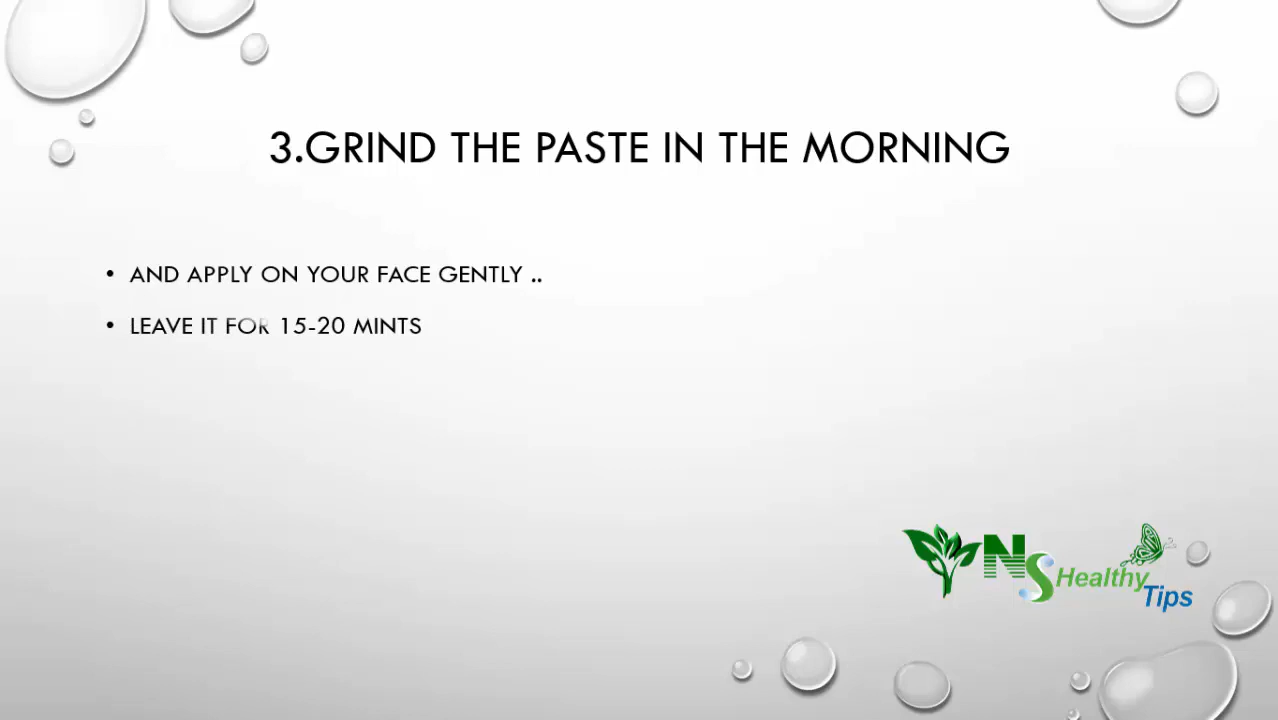 3.GRIND THE PASTE IN THE MORNING
• AND APPLY ON YOUR FACE GENTLY ..
• LEAVE IT FOR 15-20 MINTS
NS Healthy
Tips